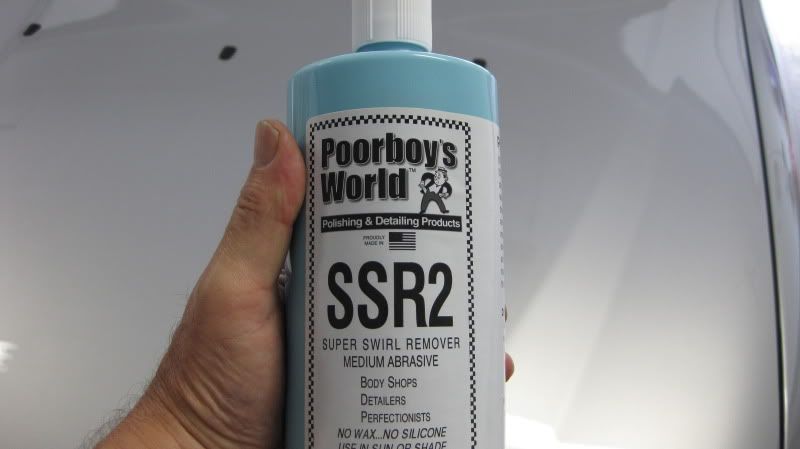 Poorboy's
World™
Polishing & Detailing Products
PROUDLY
MADE IN
SSR2
SUPER SWIRL REMOVER
MEDIUM ABRASIVE
BODY SHOPS
DETAILERS
PERFECTIONISTS
NO WAX...NO SILICONE
USE IN SUN OR SHADE